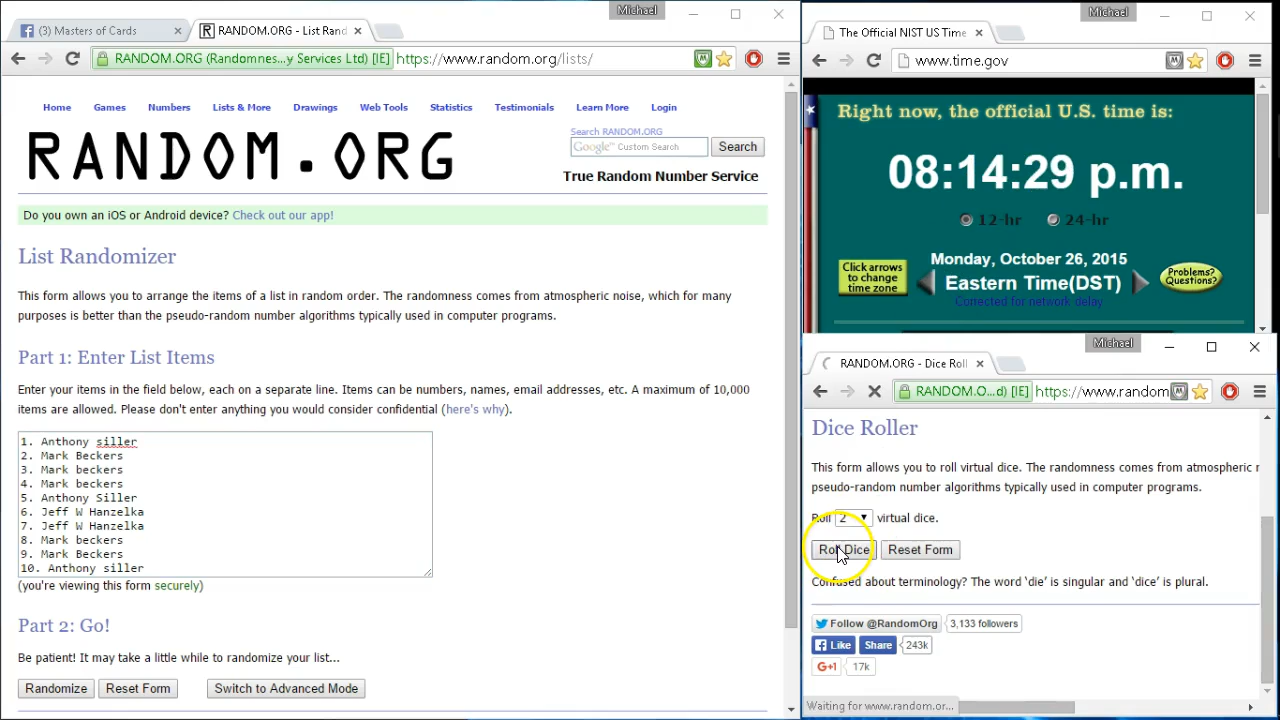 Michael
(3) Masters of Cards
RANDOM.ORG - List Rand
RANDOM.ORG (Randomnes...y Services Ltd) [IE]
https://www.random.org/lists/
Home Games Numbers Lists & More Drawings Web Tools Statistics Testimonials Learn More Login
RANDOM.ORG
Search RANDOM.ORG
Google™ Custom Search
Search
True Random Number Service
Do you own an iOS or Android device? Check out our app!
List Randomizer
This form allows you to arrange the items of a list in random order. The randomness comes from atmospheric noise, which for many
purposes is better than the pseudo-random number algorithms typically used in computer programs.
Part 1: Enter List Items
Enter your items in the field below, each on a separate line. Items can be numbers, names, email addresses, etc. A maximum of 10,000
items are allowed. Please don't enter anything you would consider confidential (here's why).
1. Anthony siller
2. Mark Beckers
3. Mark beckers
4. Mark beckers
5. Anthony Siller
6. Jeff W Hanzelka
7. Jeff W Hanzelka
8. Mark beckers
9. Mark Beckers
10. Anthony siller
(you're viewing this form securely)
Part 2: Go!
Be patient! It may take a little while to randomize your list...
Randomize Reset Form Switch to Advanced Mode
Michael
The Official NIST US Time
www.time.gov
Right now, the official U.S. time is:
08:14:29 p.m.
12-hr 24-hr
Click arrows
to change
time zone
Monday, October 26, 2015
Eastern Time(DST)
Corrected for network delay
Problems?
Questions?
Michael
RANDOM.ORG - Dice Roll
RANDOM.O...d) [IE]
https://www.random
Dice Roller
This form allows you to roll virtual dice. The randomness comes from atmospheric n
pseudo-random number algorithms typically used in computer programs.
Roll 2 virtual dice.
Roll Dice Reset Form
Confused about terminology? The word ‘die’ is singular and ‘dice’ is plural.
Follow @RandomOrg 3,133 followers
Like Share 243k
G+1 17k
Waiting for www.random.or...